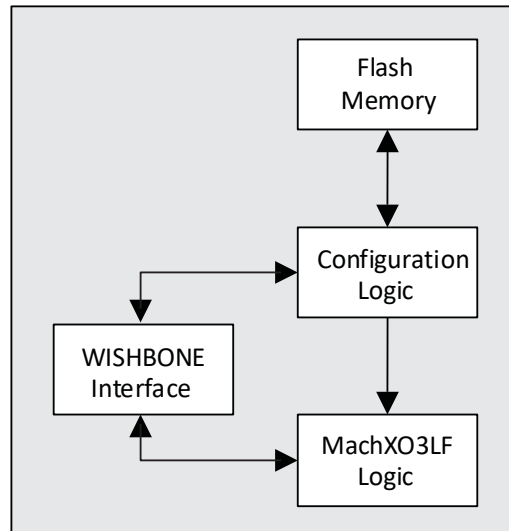 Flash
Memory
Configuration
Logic
WISHBONE
Interface
MachXO3LF
Logic